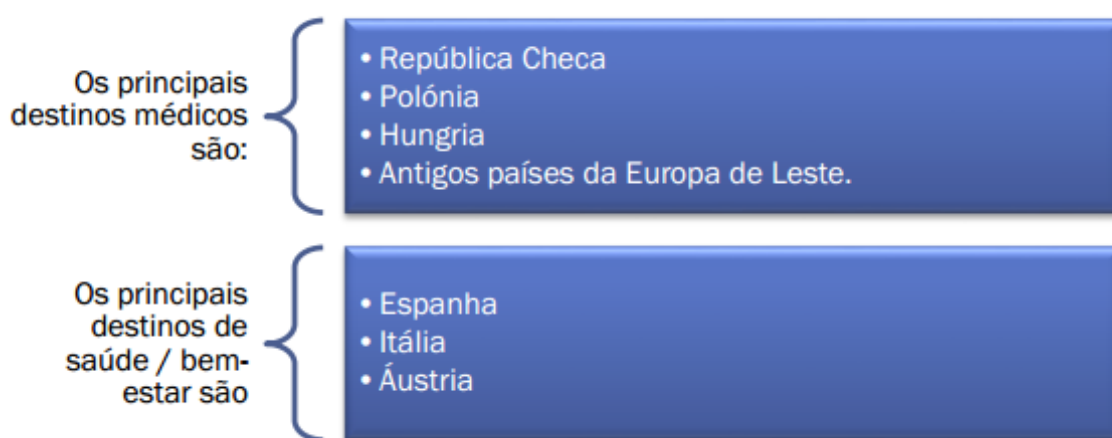 Os principais
destinos médicos
são:
• República Checa
• Polónia
• Hungria
• Antigos países da Europa de Leste.
Os principais
destinos de
saúde / bem-
estar são
• Espanha
• Itália
• Áustria